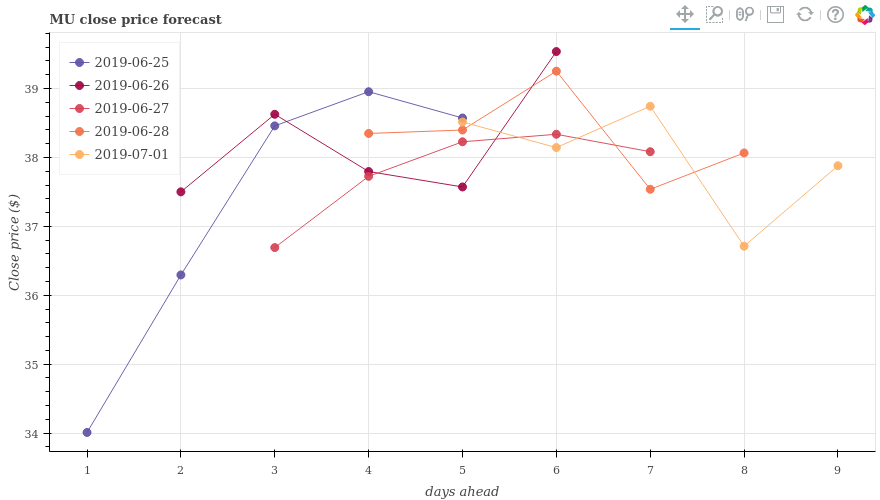 MU close price forecast
2019-06-25
2019-06-26
2019-06-27
2019-06-28
2019-07-01
Close price ($)
39
38
37
36
35
34
1 2 3 4 5 6 7 8 9
days ahead